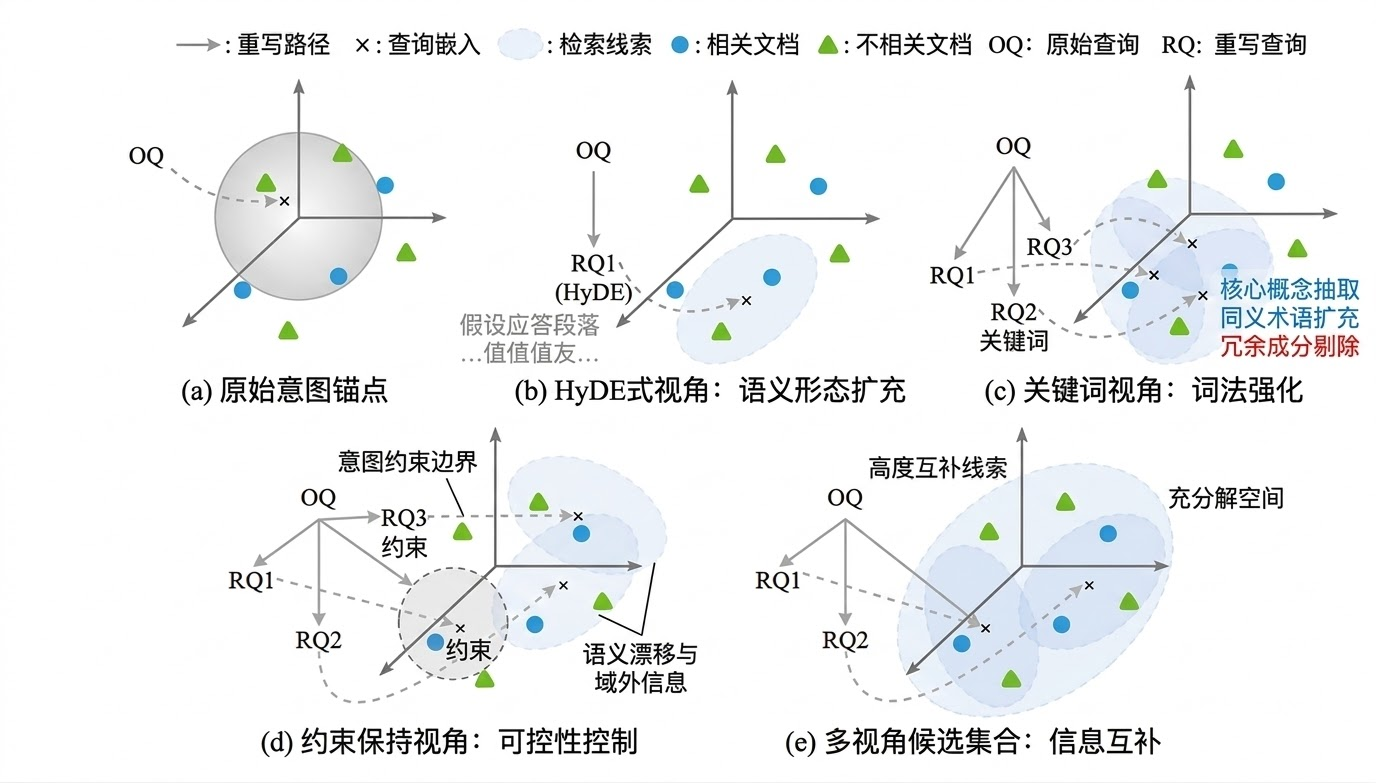 : 重写路径 ×: 查询嵌入 : 检索线索 : 相关文档 : 不相关文档 OQ: 原始查询 RQ: 重写查询
OQ
(a) 原始意图锚点
OQ
RQ1
(HyDE)
假设应答段落
…值值值友…
(b) HyDE式视角：语义形态扩充
OQ
RQ3
RQ1
RQ2
关键词
核心概念抽取
同义术语扩充
冗余成分剔除
(c) 关键词视角：词法强化
意图约束边界
OQ
RQ3
约束
RQ1
RQ2
约束
语义漂移与
域外信息
(d) 约束保持视角：可控性控制
高度互补线索
OQ
充分解空间
RQ1
RQ2
(e) 多视角候选集合：信息互补